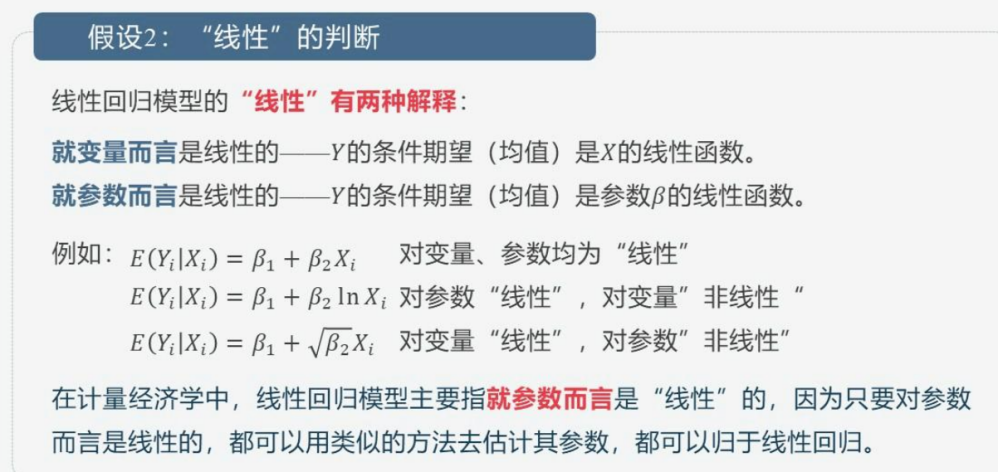 假设2：“线性”的判断
线性回归模型的“线性”有两种解释：
就变量而言是线性的——Y的条件期望（均值）是X的线性函数。
就参数而言是线性的——Y的条件期望（均值）是参数β的线性函数。
例如：E(Yᵢ|Xᵢ) = β₁ + β₂Xᵢ 对变量、参数均为“线性”
E(Yᵢ|Xᵢ) = β₁ + β₂ ln Xᵢ 对参数“线性”，对变量”非线性“
E(Yᵢ|Xᵢ) = β₁ + √β₂Xᵢ 对变量“线性”，对参数”非线性”
在计量经济学中，线性回归模型主要指就参数而言是“线性”的，因为只要对参数
而言是线性的，都可以用类似的方法去估计其参数，都可以归于线性回归。